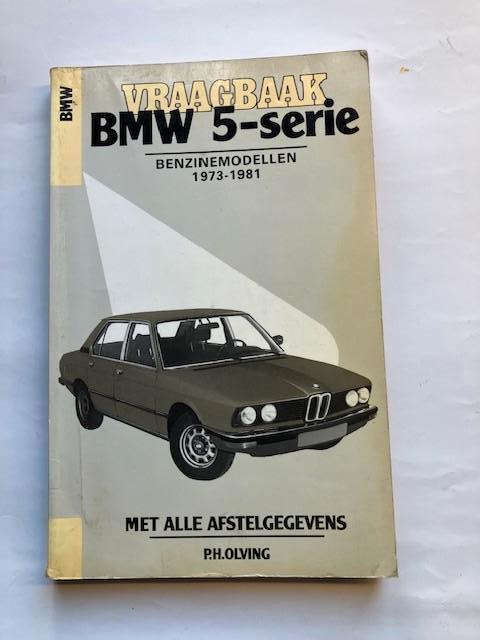 BMW
VRAAGBAAK
BMW 5-serie
BENZINEMODELLEN
1973-1981
MET ALLE AFSTELGEGEVENS
P.H.OLVING